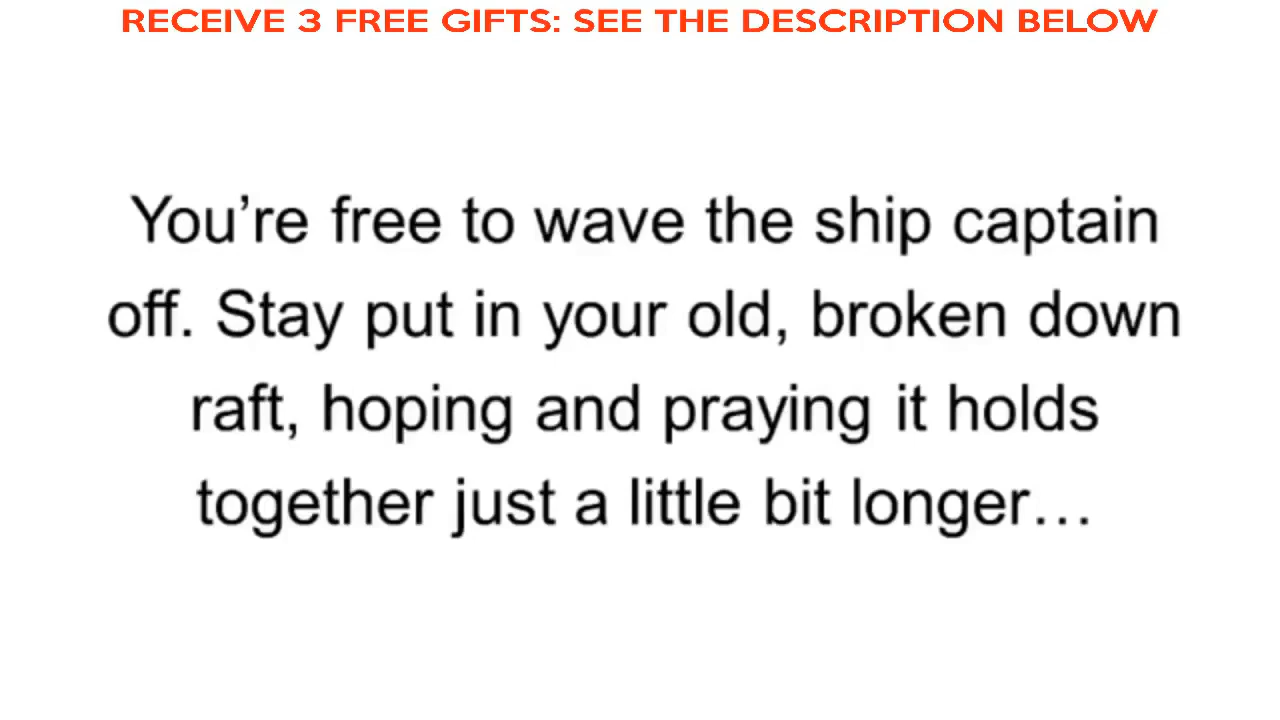 RECEIVE 3 FREE GIFTS: SEE THE DESCRIPTION BELOW
You’re free to wave the ship captain
off. Stay put in your old, broken down
raft, hoping and praying it holds
together just a little bit longer…